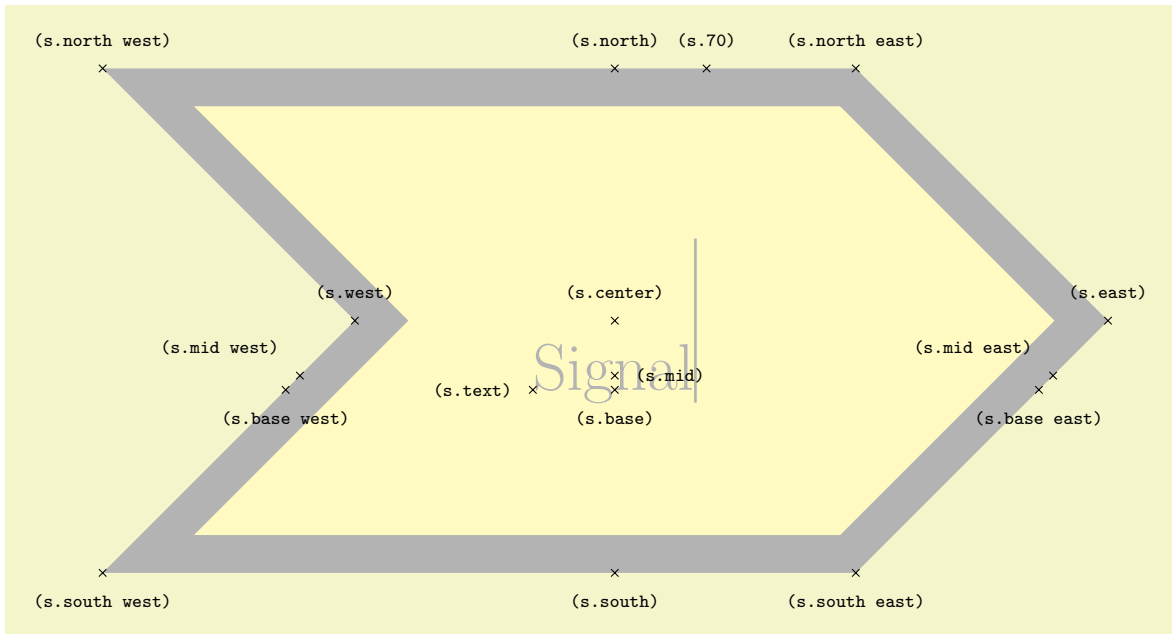 (s.north west) (s.north) (s.70) (s.north east)
(s.west) (s.center) (s.east)
(s.mid west) (s.mid east)
Signal
(s.mid)
(s.text)
(s.base west) (s.base) (s.base east)
(s.south west) (s.south) (s.south east)